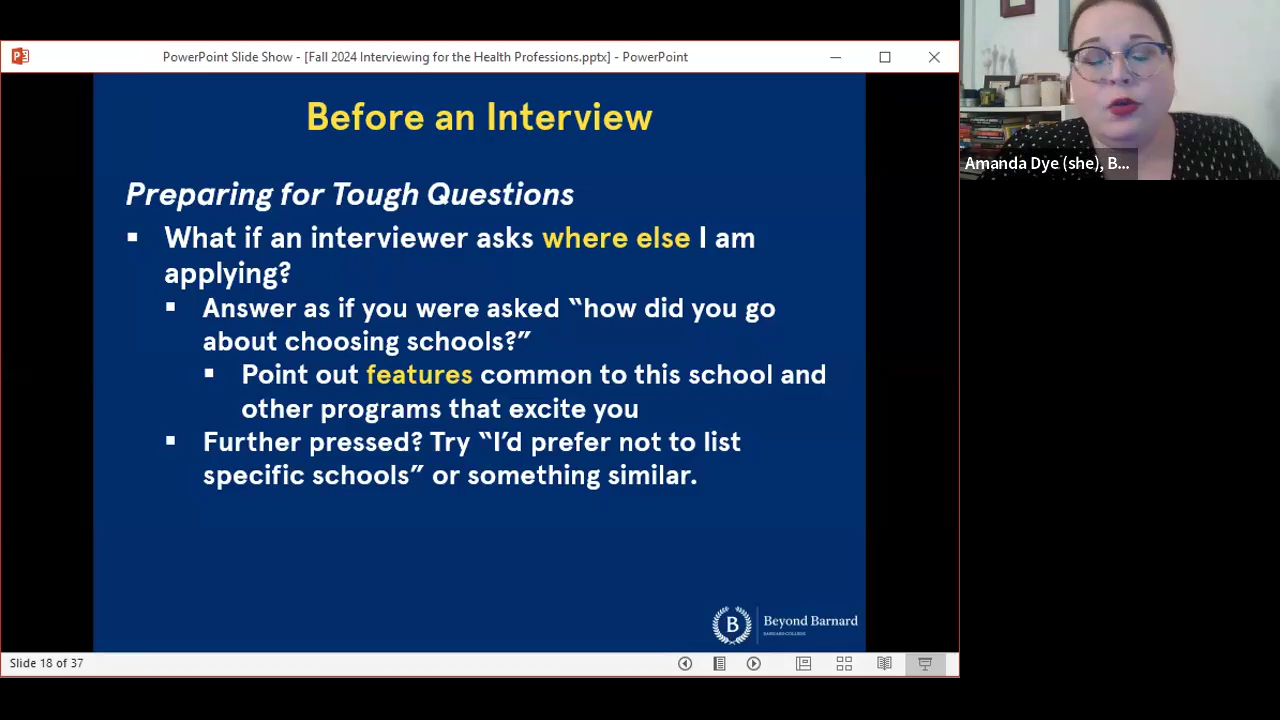 PowerPoint Slide Show - [Fall 2024 Interviewing for the Health Professions.pptx] - PowerPoint
Before an Interview
Preparing for Tough Questions
▪ What if an interviewer asks where else I am
applying?
▪ Answer as if you were asked “how did you go
about choosing schools?”
▪ Point out features common to this school and
other programs that excite you
▪ Further pressed? Try “I’d prefer not to list
specific schools” or something similar.
B
Beyond Barnard
BARNARD COLLEGE
Slide 18 of 37
Amanda Dye (she), B...